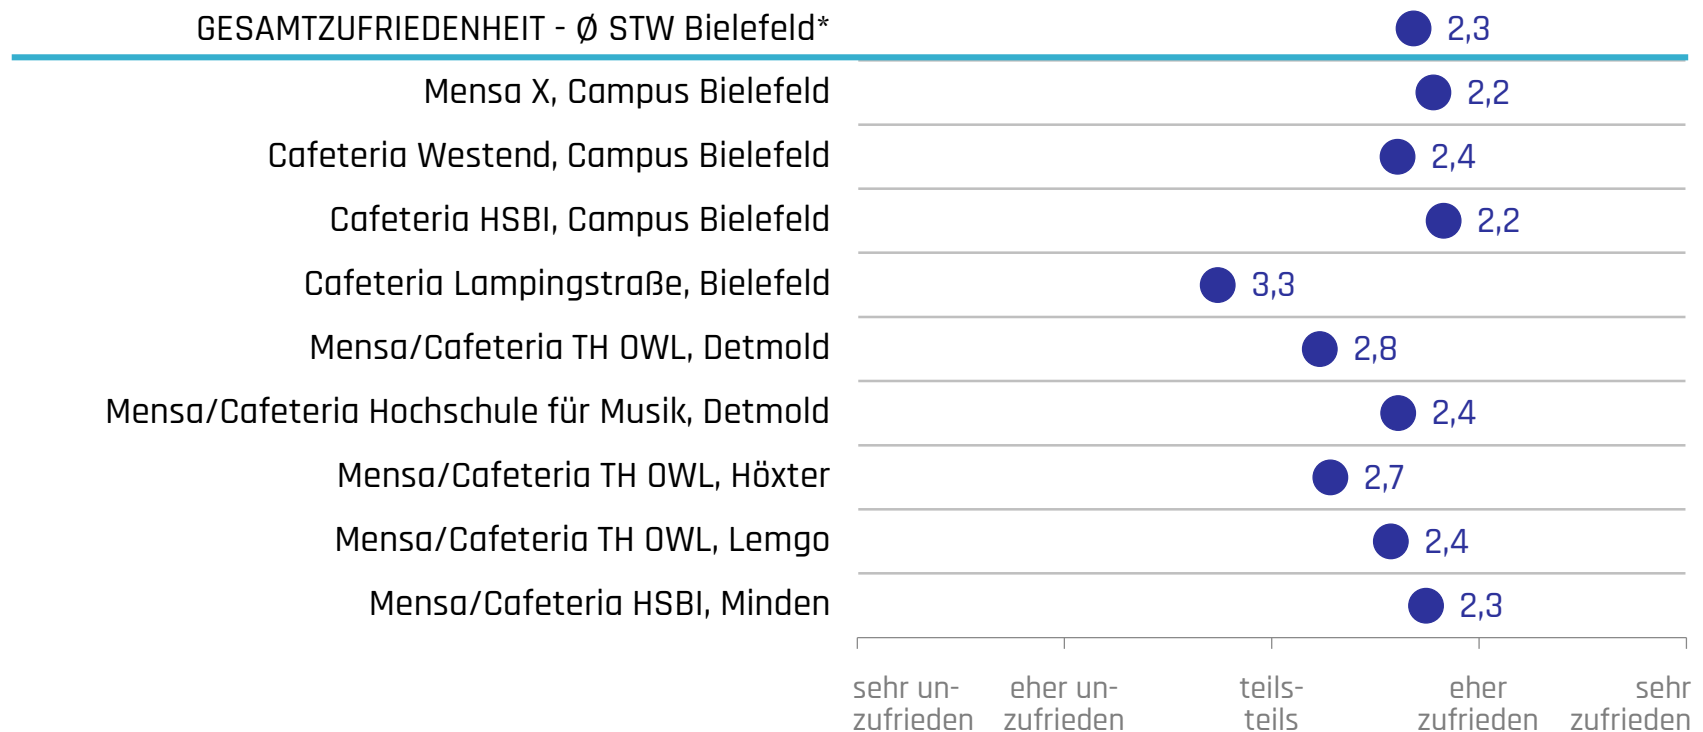 GESAMTZUFRIEDENHEIT - Ø STW Bielefeld* 2,3
Mensa X, Campus Bielefeld 2,2
Cafeteria Westend, Campus Bielefeld 2,4
Cafeteria HSBI, Campus Bielefeld 2,2
Cafeteria Lampingstraße, Bielefeld 3,3
Mensa/Cafeteria TH OWL, Detmold 2,8
Mensa/Cafeteria Hochschule für Musik, Detmold 2,4
Mensa/Cafeteria TH OWL, Höxter 2,7
Mensa/Cafeteria TH OWL, Lemgo 2,4
Mensa/Cafeteria HSBI, Minden 2,3
sehr un-
zufrieden
eher un-
zufrieden
teils-
teils
eher
zufrieden
sehr
zufrieden